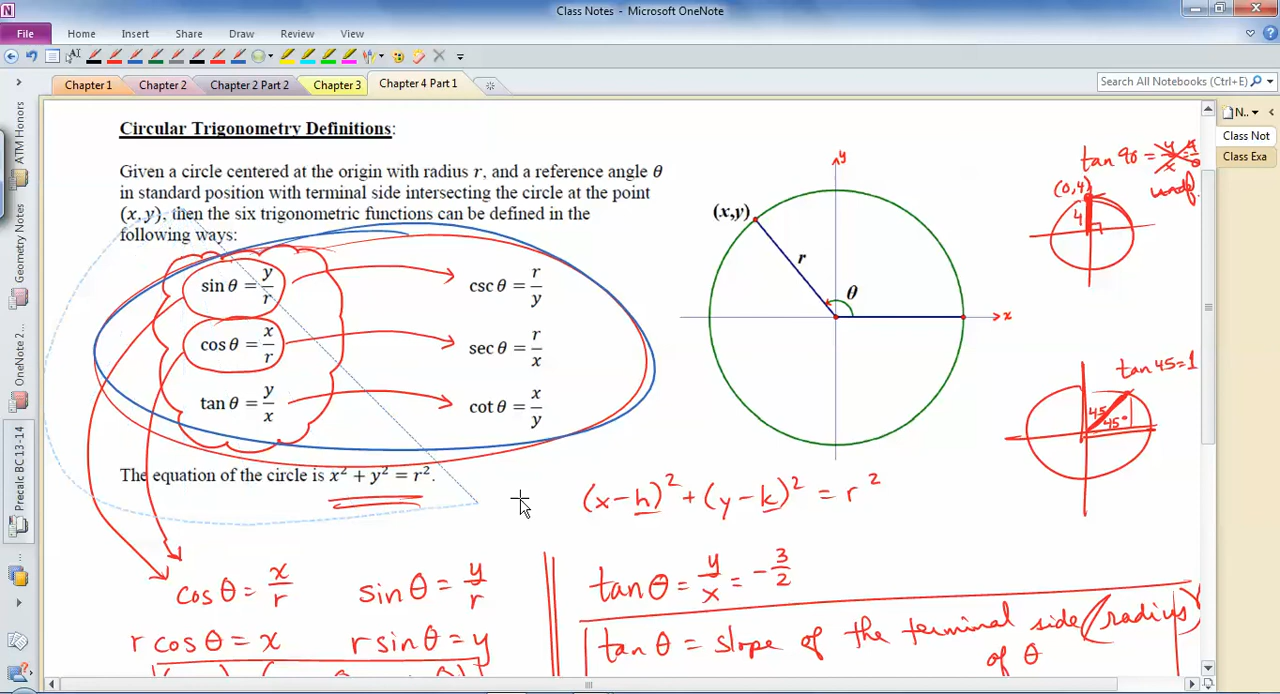 Class Notes - Microsoft OneNote
File Home Insert Share Draw Review View
Chapter 1 Chapter 2 Chapter 2 Part 2 Chapter 3 Chapter 4 Part 1
Search All Notebooks (Ctrl+E)
N..
Class Not
Class Exa
ATM Honors
Geometry Notes
OneNote 2...
Precalc BC 13-14
Circular Trigonometry Definitions:
Given a circle centered at the origin with radius r, and a reference angle θ
in standard position with terminal side intersecting the circle at the point
(x, y), then the six trigonometric functions can be defined in the
following ways:
sin θ = y/r csc θ = r/y
cos θ = x/r sec θ = r/x
tan θ = y/x cot θ = x/y
The equation of the circle is x² + y² = r².
(x,y)
r
θ
y
x
tan 90 = y/x = 4/0
undf.
(0,4)
4
tan 45 = 1
45
45°
(x-h)² + (y-k)² = r²
cos θ = x/r sin θ = y/r
r cos θ = x r sin θ = y
tan θ = y/x = -3/2
tan θ = slope of the terminal side (radius)
of θ